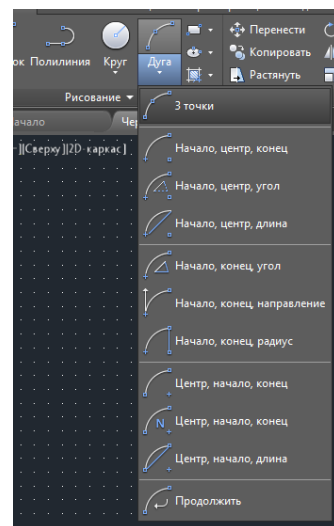 ок Полилиния Круг Дуга
Перенести
Копировать
Растянуть
Рисование
ачало Чер
][Сверху][2D-каркас]
3 точки
Начало, центр, конец
Начало, центр, угол
Начало, центр, длина
Начало, конец, угол
Начало, конец, направление
Начало, конец, радиус
Центр, начало, конец
N Центр, начало, конец
Центр, начало, длина
Продолжить